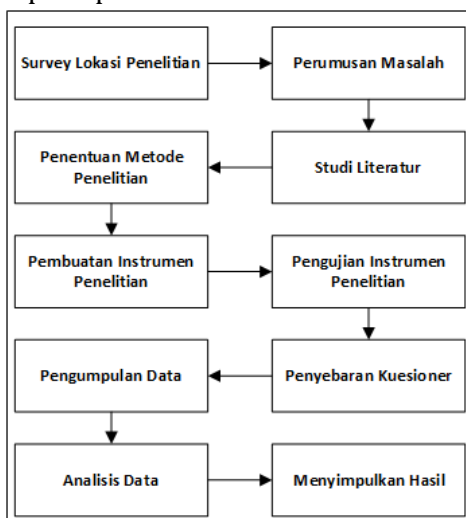 Survey Lokasi Penelitian
Perumusan Masalah
Studi Literatur
Penentuan Metode
Penelitian
Pembuatan Instrumen
Penelitian
Pengujian Instrumen
Penelitian
Penyebaran Kuesioner
Pengumpulan Data
Analisis Data
Menyimpulkan Hasil